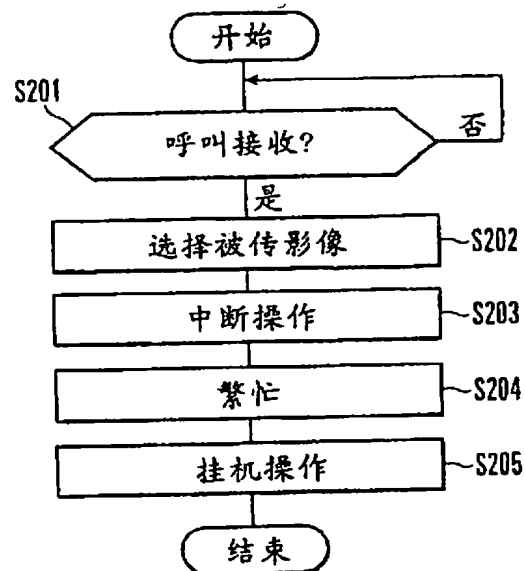 开始
S201
呼叫接收?
否
是
选择被传影像
S202
中断操作
S203
繁忙
S204
挂机操作
S205
结束